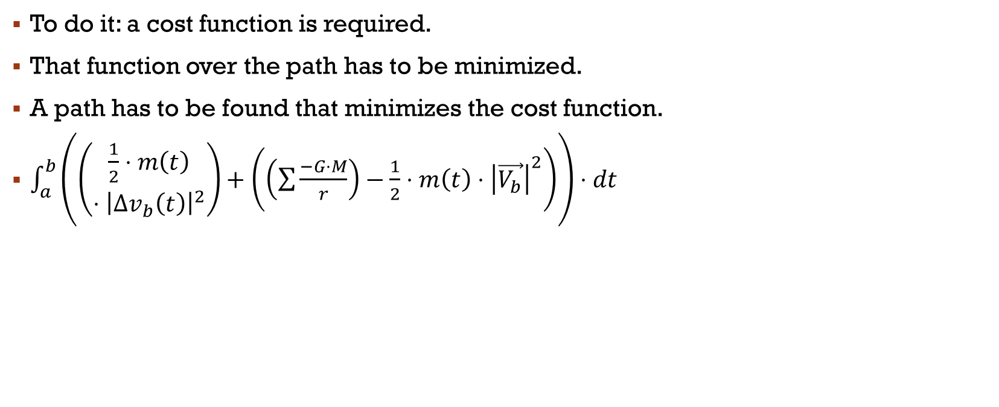 ▪ To do it: a cost function is required.
▪ That function over the path has to be minimized.
▪ A path has to be found that minimizes the cost function.
▪ $\int_a^b \left( \left( \begin{matrix} \frac{1}{2} \cdot m(t) \\ \cdot |\Delta v_b(t)|^2 \end{matrix} \right) + \left( \left( \sum \frac{-G \cdot M}{r} \right) - \frac{1}{2} \cdot m(t) \cdot \left| \overrightarrow{V_b} \right|^2 \right) \right) \cdot dt$